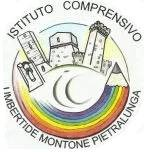 ISTITUTO COMPRENSIVO
UMBERTIDE MONTONE PIETRALUNGA